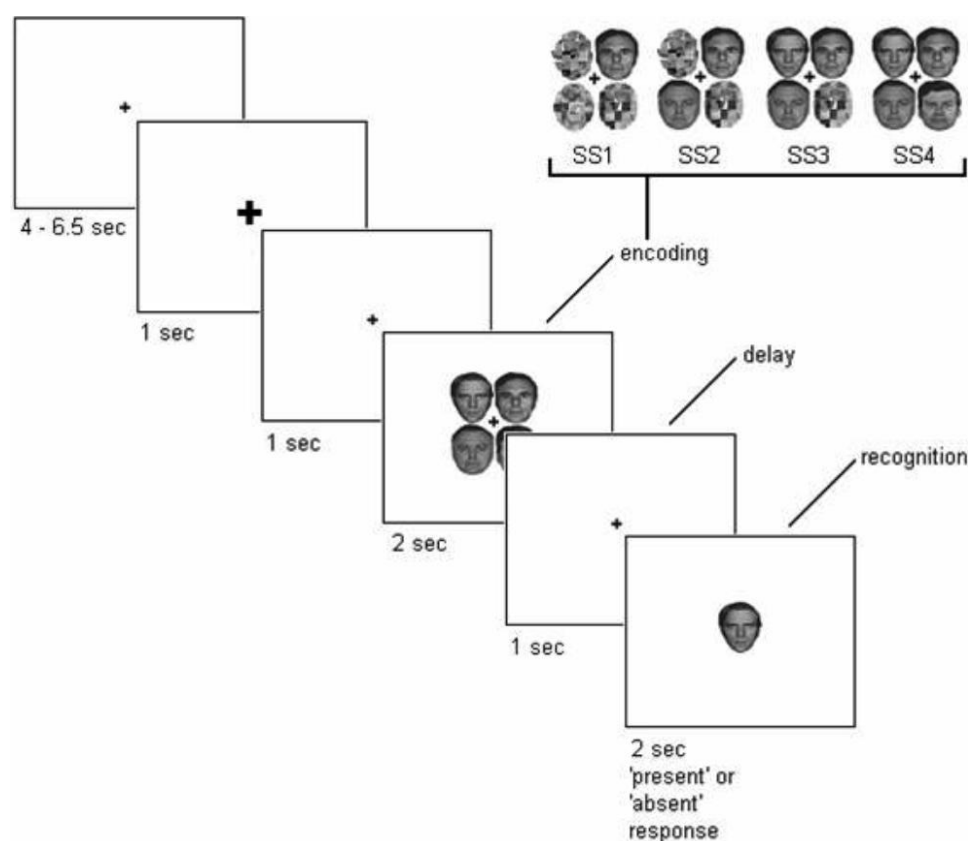 SS1 SS2 SS3 SS4
4 - 6.5 sec
encoding
1 sec
delay
1 sec
recognition
2 sec
1 sec
2 sec
'present' or
'absent'
response